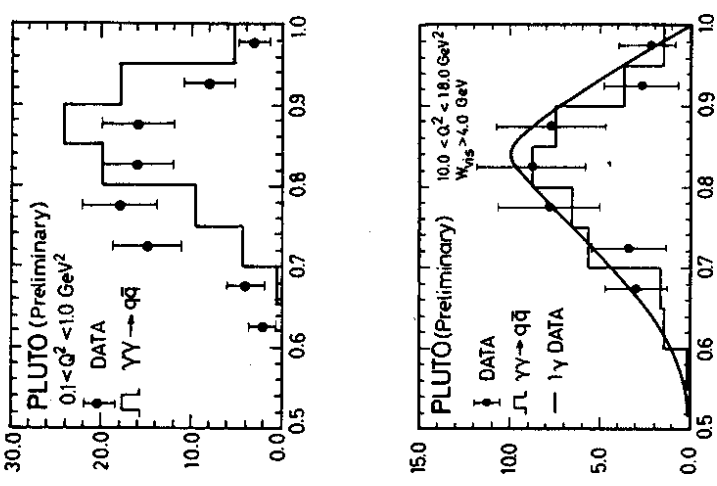 PLUTO (Preliminary)
0.1 < Q² < 1.0 GeV²
DATA
γγ → qq̄
30.0
20.0
10.0
0.0
0.5
0.6
0.7
0.8
0.9
1.0
PLUTO (Preliminary)
10.0 < Q² < 18.0 GeV²
W_vis > 4.0 GeV
DATA
γγ → qq̄
1γ DATA
15.0
10.0
5.0
0.0
0.5
0.6
0.7
0.8
0.9
1.0